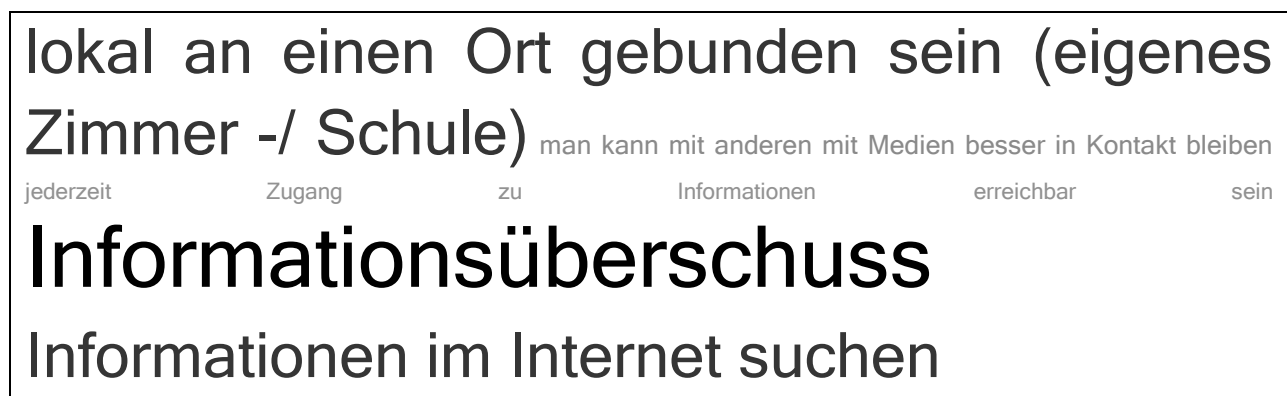 lokal an einen Ort gebunden sein (eigenes
Zimmer -/ Schule) man kann mit anderen mit Medien besser in Kontakt bleiben
jederzeit Zugang zu Informationen erreichbar sein
Informationsüberschuss
Informationen im Internet suchen